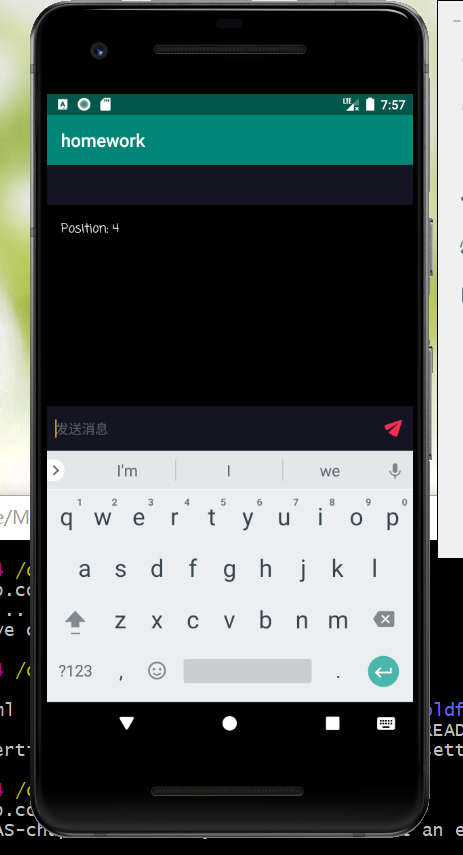 LTE 7:57
homework
Position: 4
发送消息
I'm I we
1 2 3 4 5 6 7 8 9 0
q w e r t y u i o p
a s d f g h j k l
z x c v b n m
?123 , .